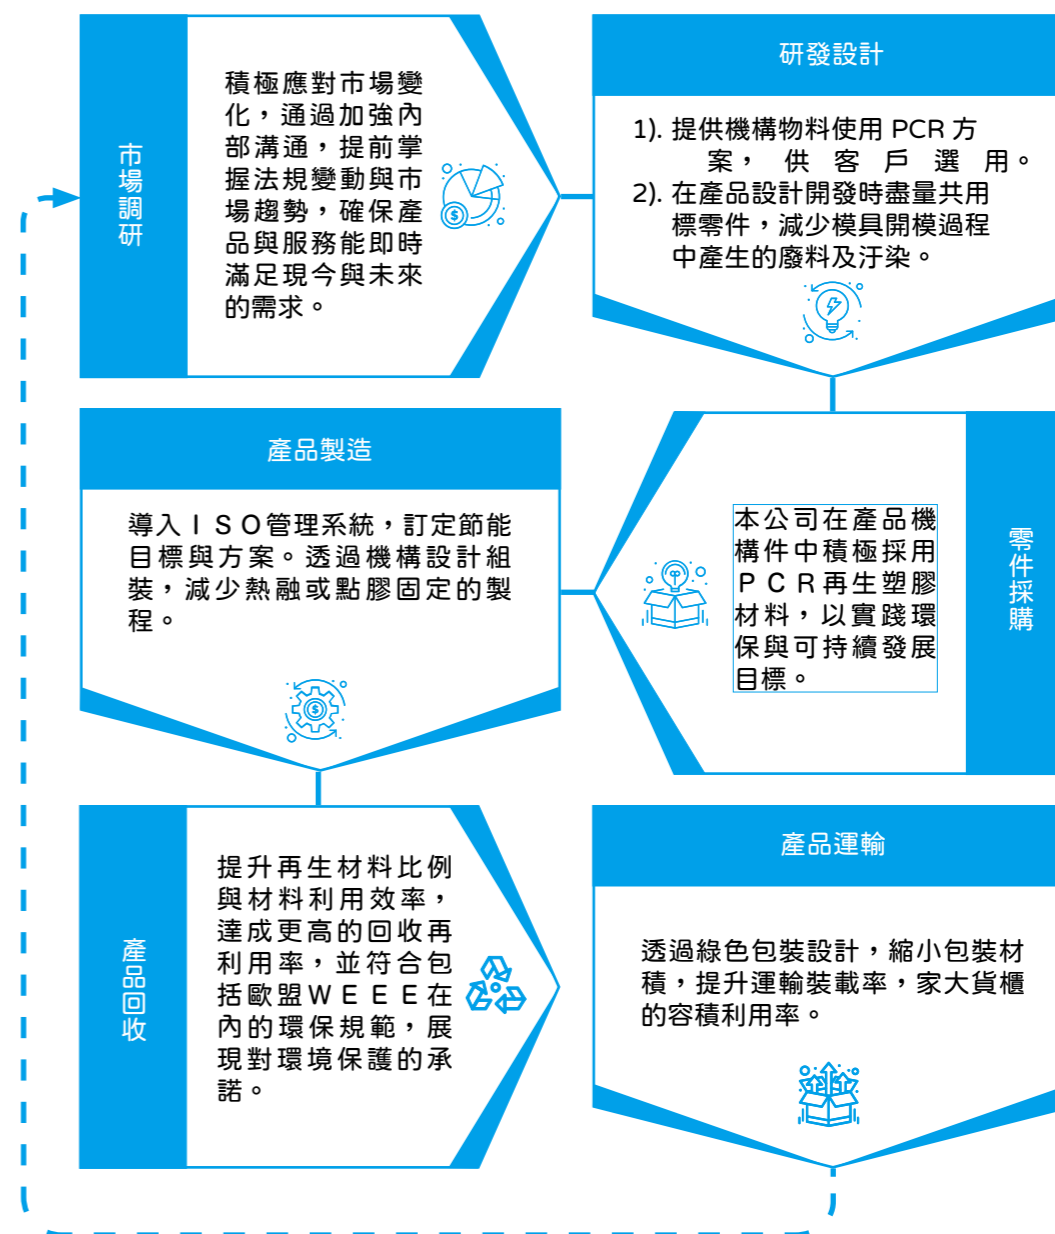 市場調研
積極應對市場變
化，通過加強內
部溝通，提前掌
握法規變動與市
場趨勢，確保產
品與服務能即時
滿足現今與未來
的需求。
$
研發設計
1). 提供機構物料使用 PCR 方
案，供客戶選用。
2). 在產品設計開發時盡量共用
標零件，減少模具開模過程
中產生的廢料及汙染。
產品製造
導入ISO管理系統，訂定節能
目標與方案。透過機構設計組
裝，減少熱融或點膠固定的製
程。
$
零件採購
本公司在產品機
構件中積極採用
PCR再生塑膠
材料，以實踐環
保與可持續發展
目標。
產品回收
提升再生材料比例
與材料利用效率，
達成更高的回收再
利用率，並符合包
括歐盟WEEE在
內的環保規範，展
現對環境保護的承
諾。
產品運輸
透過綠色包裝設計，縮小包裝材
積，提升運輸裝載率，家大貨櫃
的容積利用率。